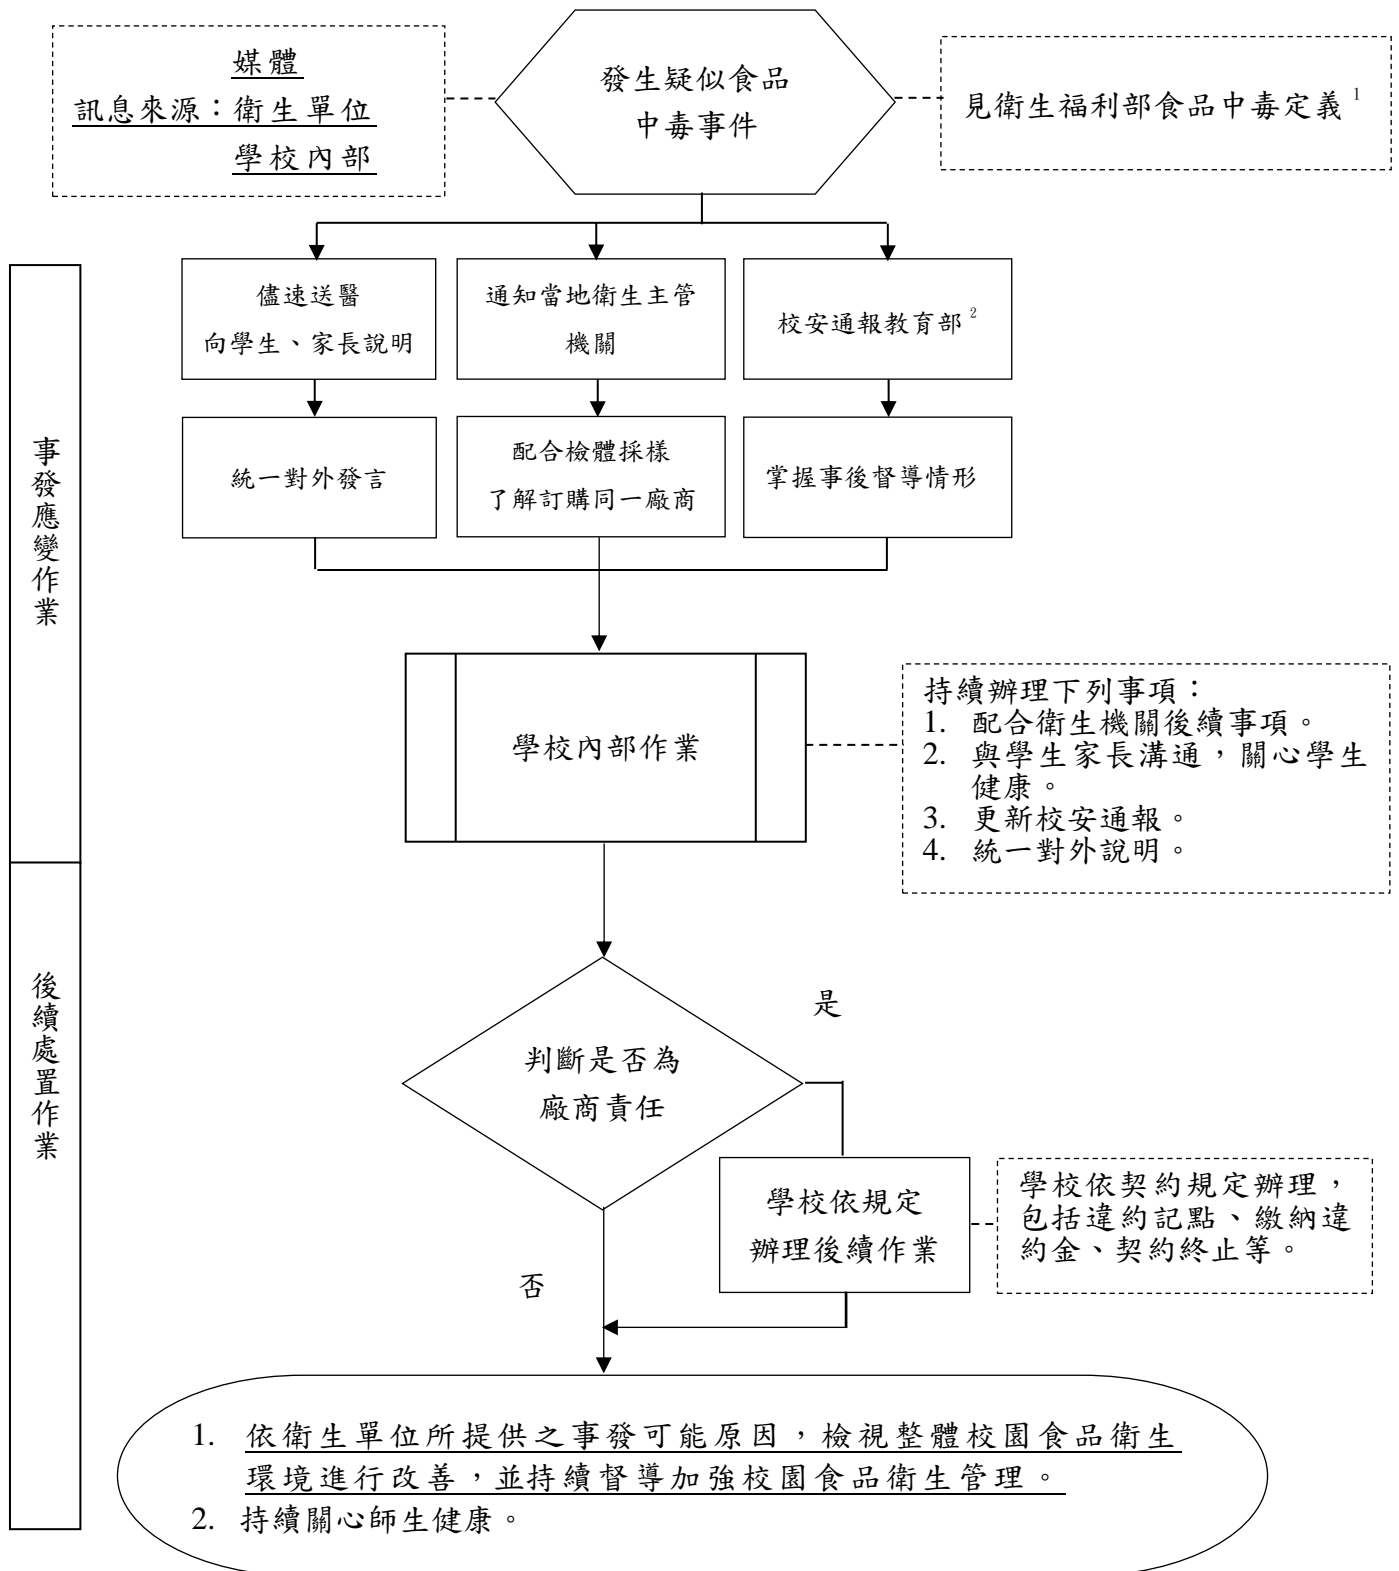 媒體
訊息來源：衛生單位
學校內部
發生疑似食品
中毒事件
見衛生福利部食品中毒定義1
儘速送醫
向學生、家長說明
通知當地衛生主管
機關
校安通報教育部2
統一對外發言
配合檢體採樣
了解訂購同一廠商
掌握事後督導情形
事發應變作業
學校內部作業
持續辦理下列事項：
1. 配合衛生機關後續事項。
2. 與學生家長溝通，關心學生
健康。
3. 更新校安通報。
4. 統一對外說明。
後續處置作業
判斷是否為
廠商責任
是
學校依規定
辦理後續作業
學校依契約規定辦理，
包括違約記點、繳納違
約金、契約終止等。
否
1. 依衛生單位所提供之事發可能原因，檢視整體校園食品衛生
環境進行改善，並持續督導加強校園食品衛生管理。
2. 持續關心師生健康。